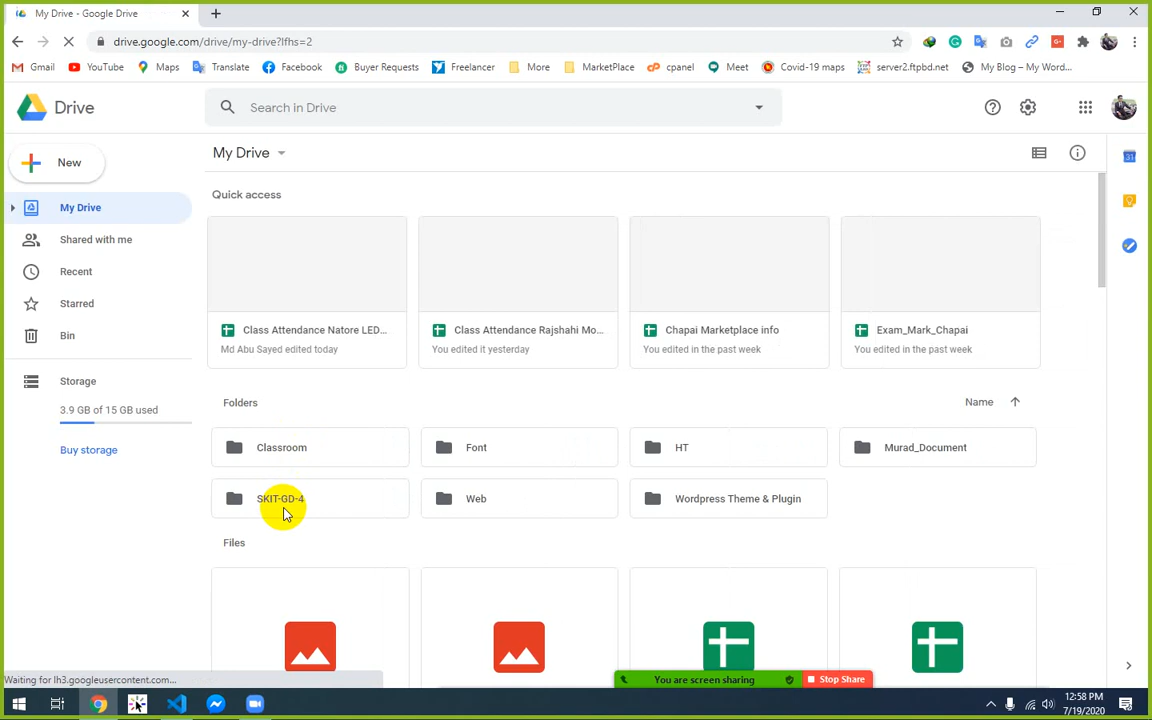 My Drive - Google Drive
drive.google.com/drive/my-drive?lfhs=2
Gmail
YouTube
Maps
Translate
Facebook
Buyer Requests
Freelancer
More
MarketPlace
cpanel
Meet
Covid-19 maps
server2.ftpbd.net
My Blog – My Word...
Drive
Search in Drive
New
My Drive
My Drive
Shared with me
Recent
Starred
Bin
Storage
3.9 GB of 15 GB used
Buy storage
Quick access
Class Attendance Natore LED...
Md Abu Sayed edited today
Class Attendance Rajshahi Mo...
You edited it yesterday
Chapai Marketplace info
You edited in the past week
Exam_Mark_Chapai
You edited in the past week
Folders
Name
Classroom
Font
HT
Murad_Document
SKIT-GD-4
Web
Wordpress Theme & Plugin
Files
Waiting for lh3.googleusercontent.com...
You are screen sharing
Stop Share
12:58 PM
7/19/2020